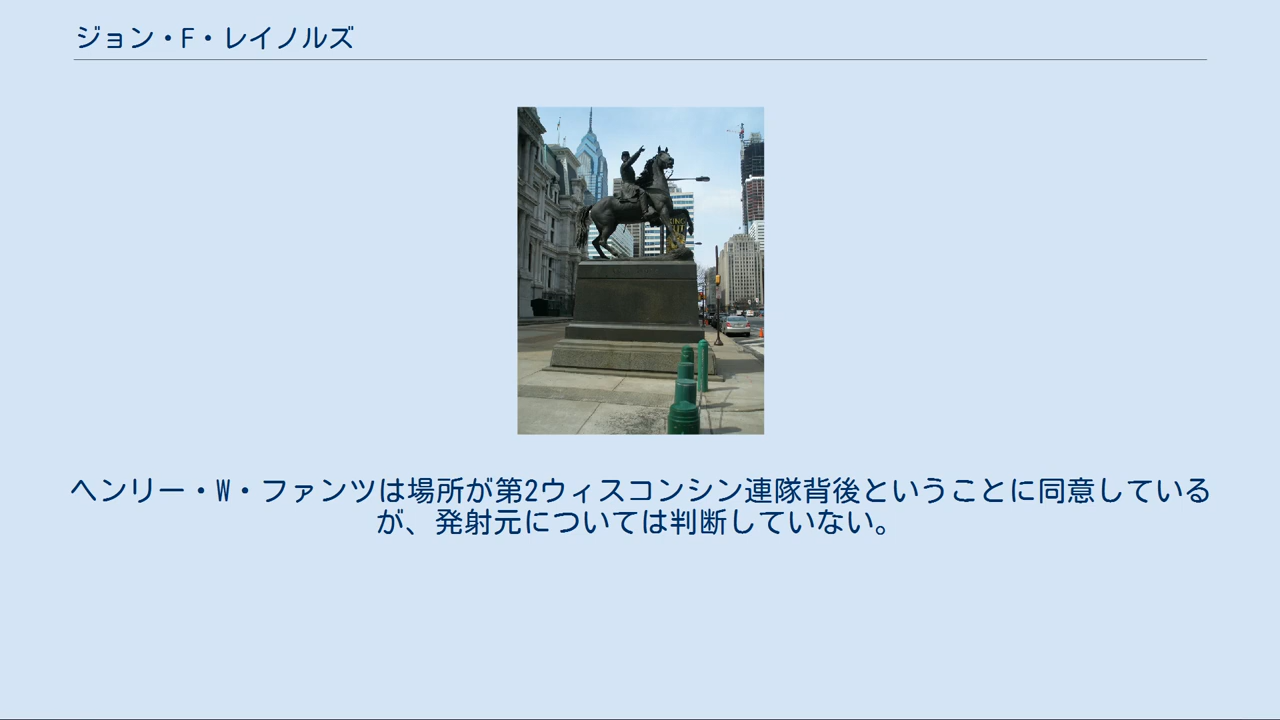 ジョン・F・レイノルズ
ヘンリー・W・ファンツは場所が第2ウィスコンシン連隊背後ということに同意している
が、発射元については判断していない。